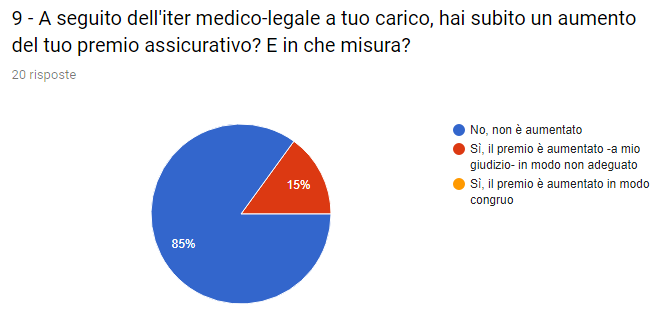 9 - A seguito dell'iter medico-legale a tuo carico, hai subito un aumento
del tuo premio assicurativo? E in che misura?
20 risposte
No, non è aumentato
Sì, il premio è aumentato -a mio
giudizio- in modo non adeguato
Sì, il premio è aumentato in modo
congruo
15%
85%